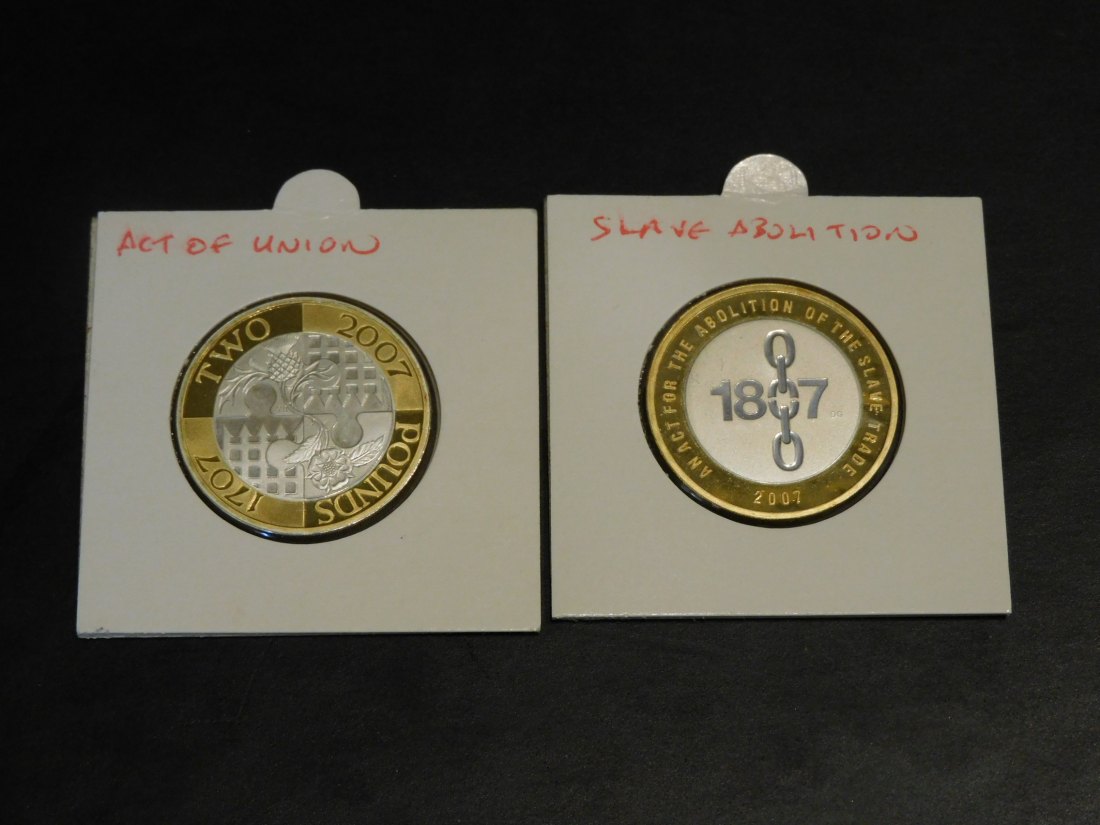 ACT OF UNION
TWO 2007 POUNDS 1707
SLAVE ABOLITION
AN ACT FOR THE ABOLITION OF THE SLAVE TRADE
1807
DG
2007